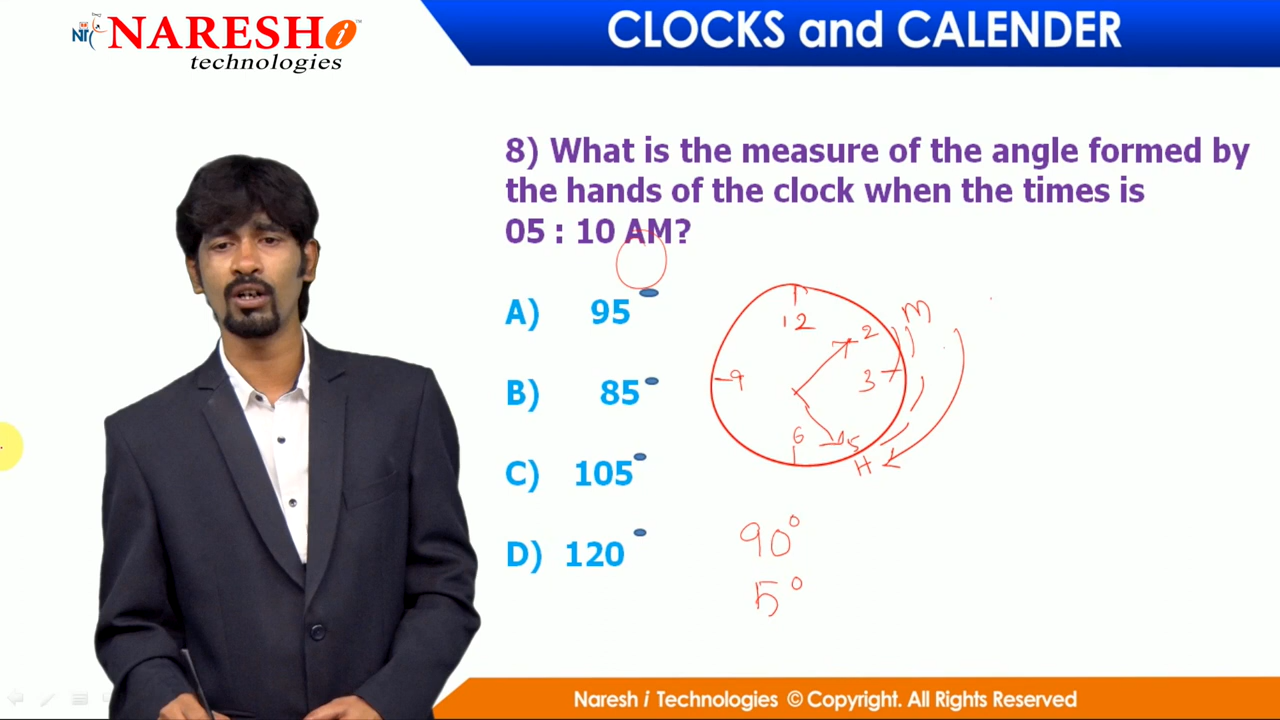 NARESH i
technologies
NT
CLOCKS and CALENDER
8) What is the measure of the angle formed by
the hands of the clock when the times is
05 : 10 AM?
A) 95°
B) 85°
C) 105°
D) 120°
12
2
M
3
9
6
5
H
90°
5°
Naresh i Technologies © Copyright. All Rights Reserved